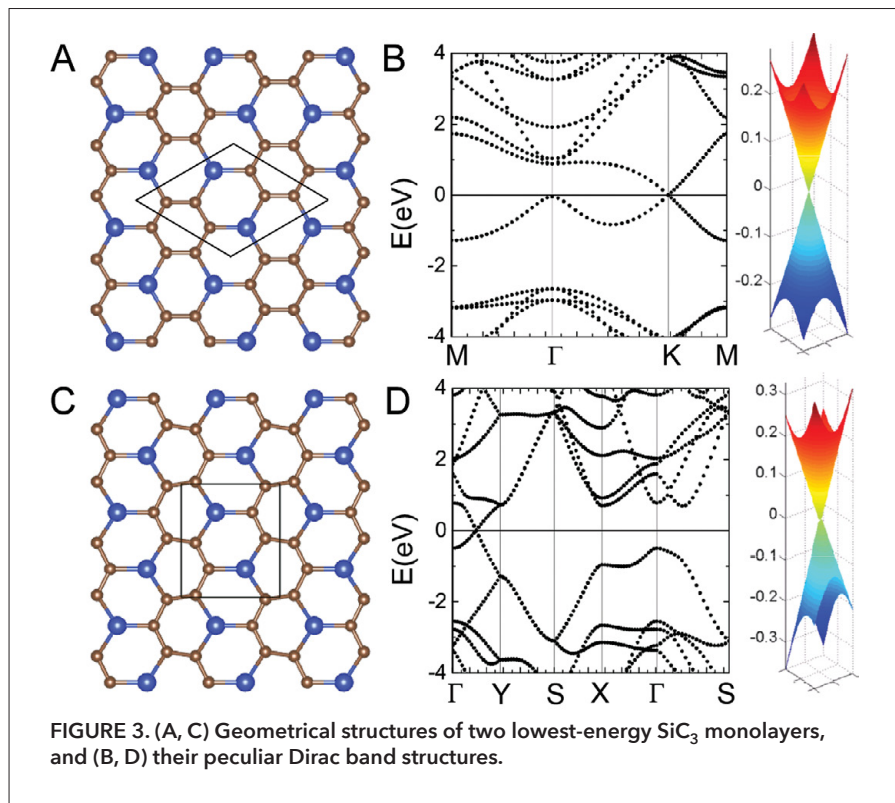 A
B
4
2
0
-2
-4
E(eV)
M Γ K M
0.2
0.1
0
-0.1
-0.2
C
D
4
2
0
-2
-4
E(eV)
Γ Y S X Γ S
0.3
0.2
0.1
0
-0.1
-0.2
-0.3
FIGURE 3. (A, C) Geometrical structures of two lowest-energy SiC₃ monolayers,
and (B, D) their peculiar Dirac band structures.